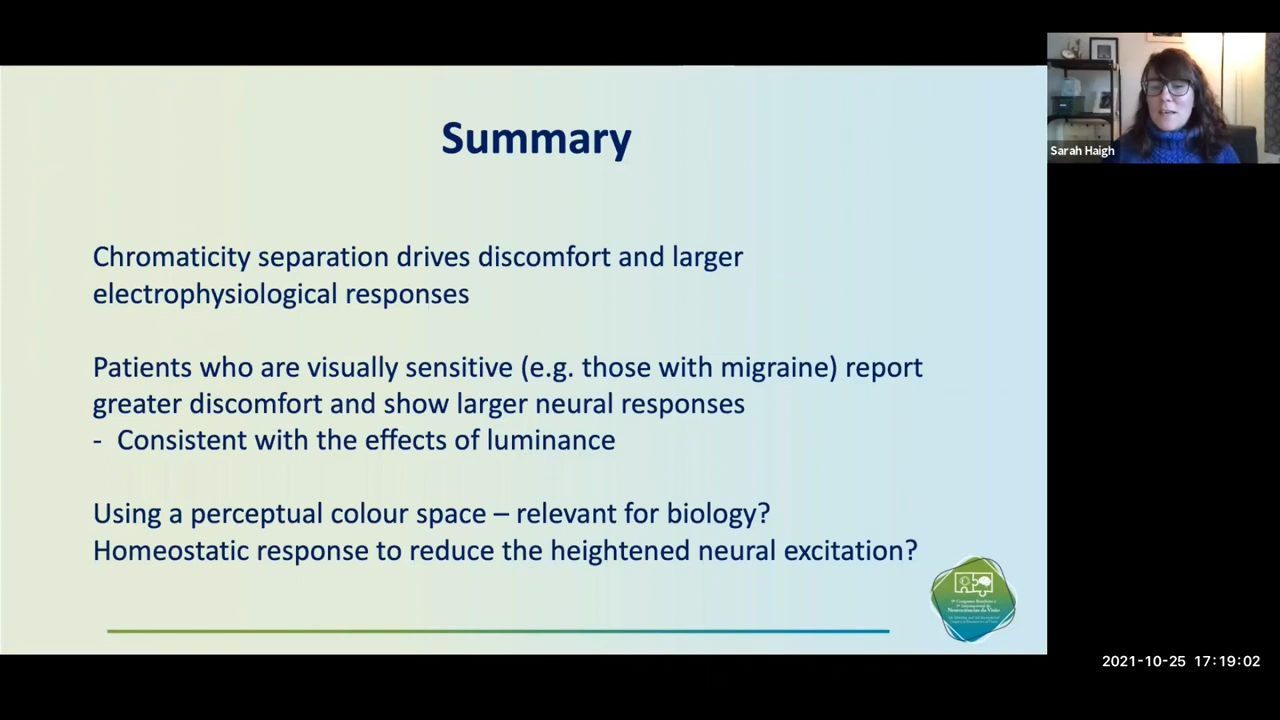 Summary
Chromaticity separation drives discomfort and larger
electrophysiological responses
Patients who are visually sensitive (e.g. those with migraine) report
greater discomfort and show larger neural responses
- Consistent with the effects of luminance
Using a perceptual colour space – relevant for biology?
Homeostatic response to reduce the heightened neural excitation?
Sarah Haigh
2021-10-25 17:19:02